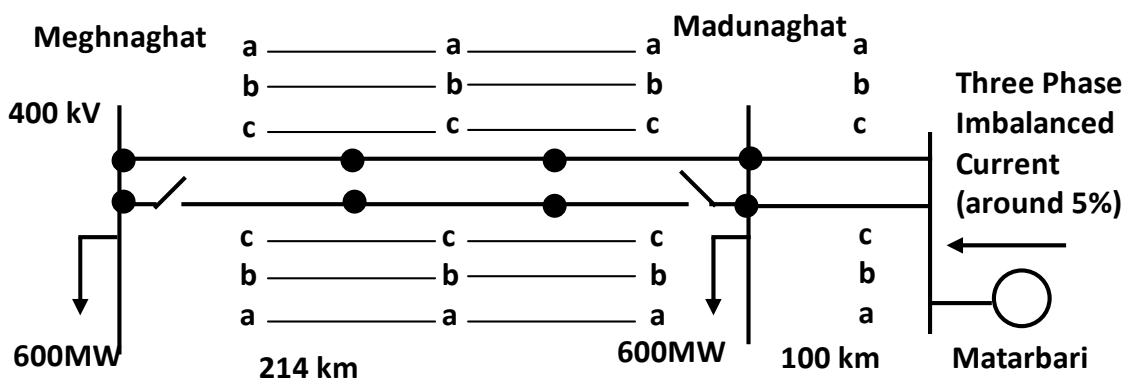 Meghnaghat
Madunaghat
a a a a
b b b b
c c c c
400 kV
Three Phase
Imbalanced
Current
(around 5%)
c c c c
b b b b
a a a a
600MW
214 km
600MW
100 km
Matarbari